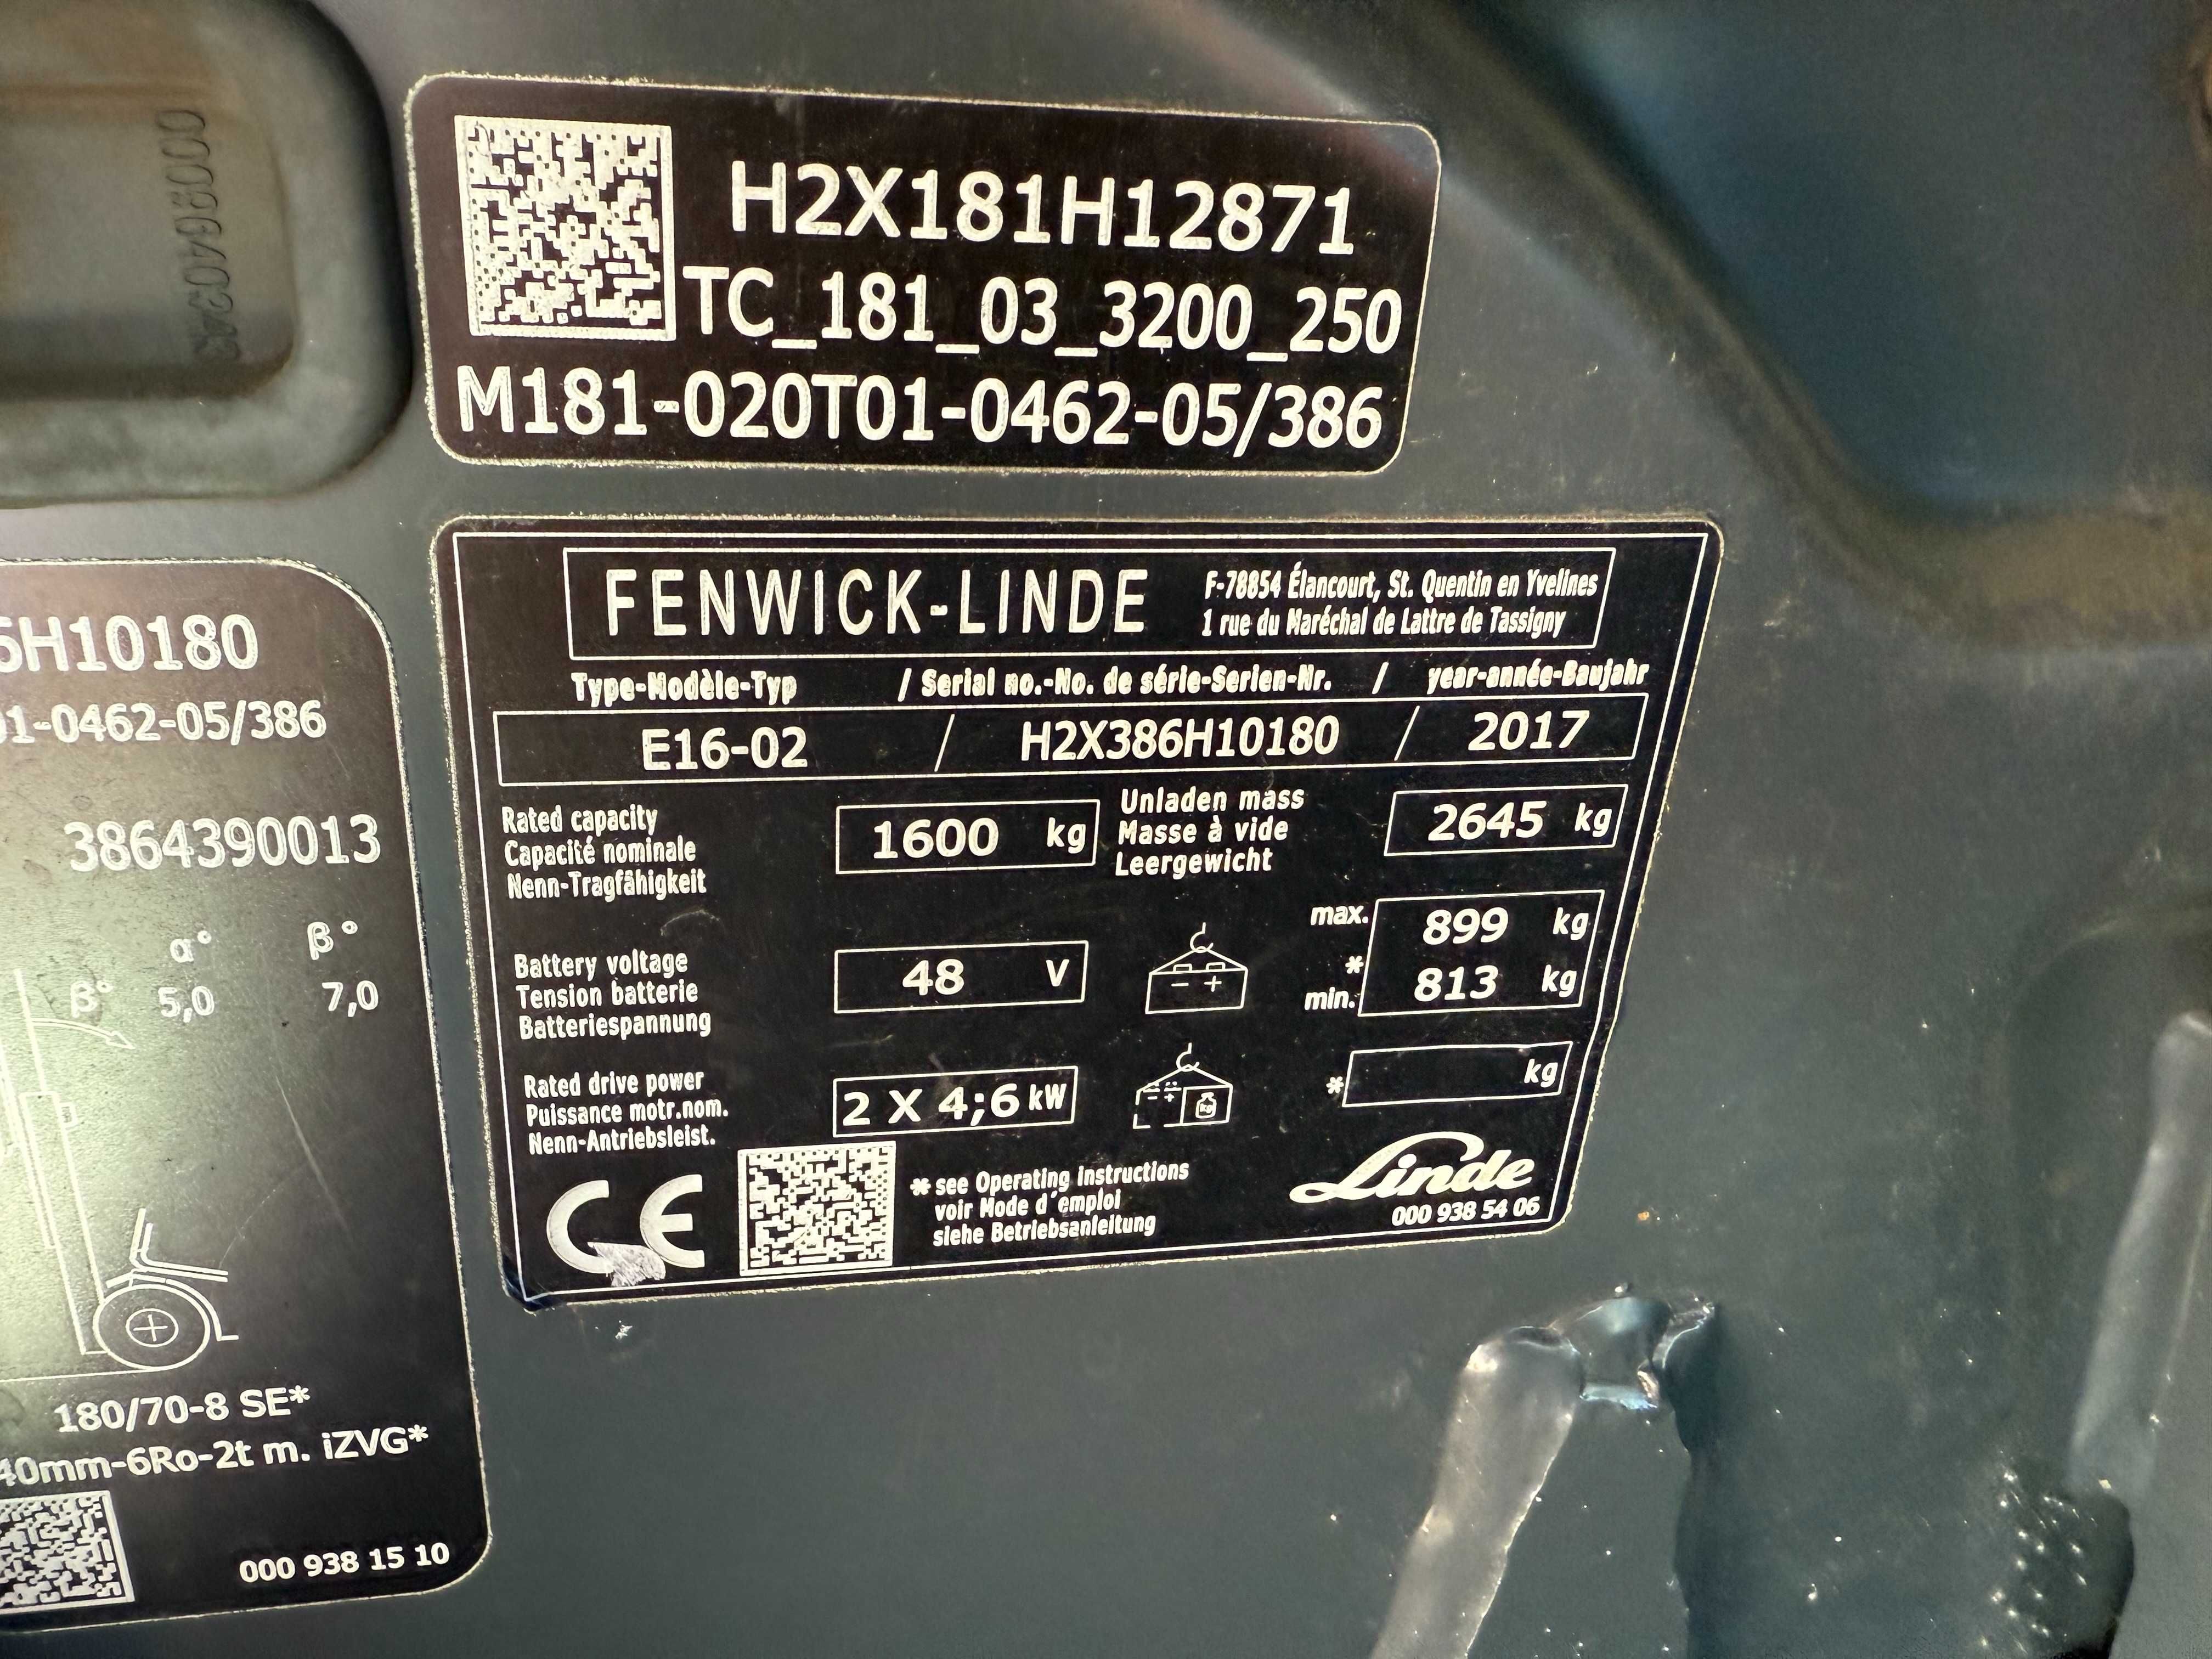 H2X181H12871
TC_181_03_3200_250
M181-020T01-0462-05/386
FENWICK-LINDE
F-78854 Élancourt, St. Quentin en Yvelines
1 rue du Maréchal de Lattre de Tassigny
Type-Modèle-Typ / Serial no.-No. de série-Serien-Nr. / year-année-Baujahr
E16-02 / H2X386H10180 / 2017
Rated capacity
Capacité nominale
Nenn-Tragfähigkeit
1600 kg
Unladen mass
Masse à vide
Leergewicht
2645 kg
Battery voltage
Tension batterie
Batteriespannung
48 V
- +
max. 899 kg
*
min. 813 kg
Rated drive power
Puissance motr.nom.
Nenn-Antriebsleist.
2 X 4;6 kW
* kg
CE
* see Operating instructions
voir Mode d´emploi
siehe Betriebsanleitung
Linde
000 938 54 06
6H10180
01-0462-05/386
3864390013
α° β°
β° 5,0 7,0
180/70-8 SE*
40mm-6Ro-2t m. iZVG*
000 938 15 10